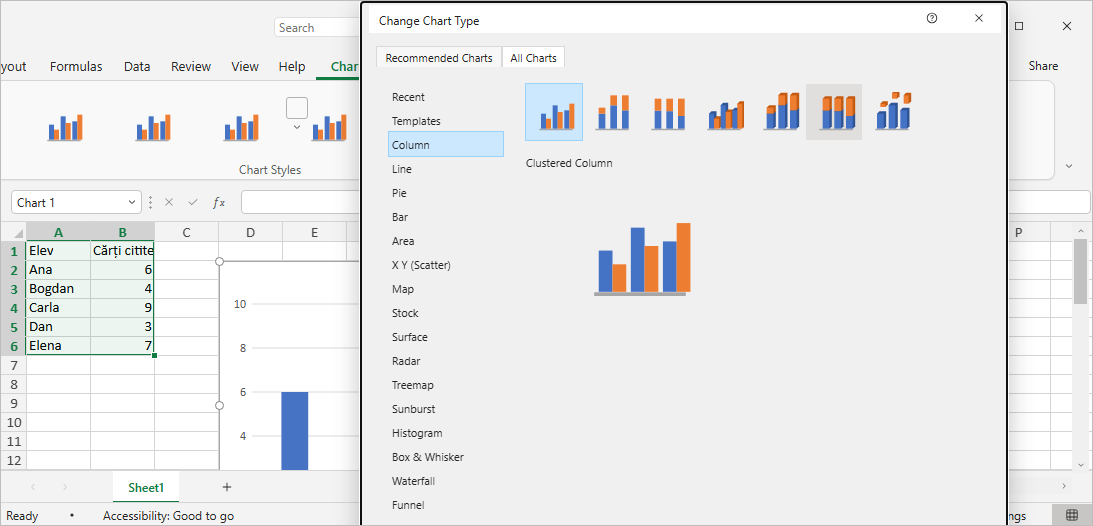 Search
Change Chart Type
yout Formulas Data Review View Help Char
Share
Recommended Charts All Charts
Recent
Templates
Column
Line
Pie
Bar
Area
X Y (Scatter)
Map
Stock
Surface
Radar
Treemap
Sunburst
Histogram
Box & Whisker
Waterfall
Funnel
Clustered Column
Chart Styles
Chart 1 fx
A B C D E P
1 Elev Cărți citite
2 Ana 6
3 Bogdan 4
4 Carla 9
5 Dan 3
6 Elena 7
7
8
9
10
11
12
10
8
6
4
Sheet1 +
Ready • Accessibility: Good to go
ngs